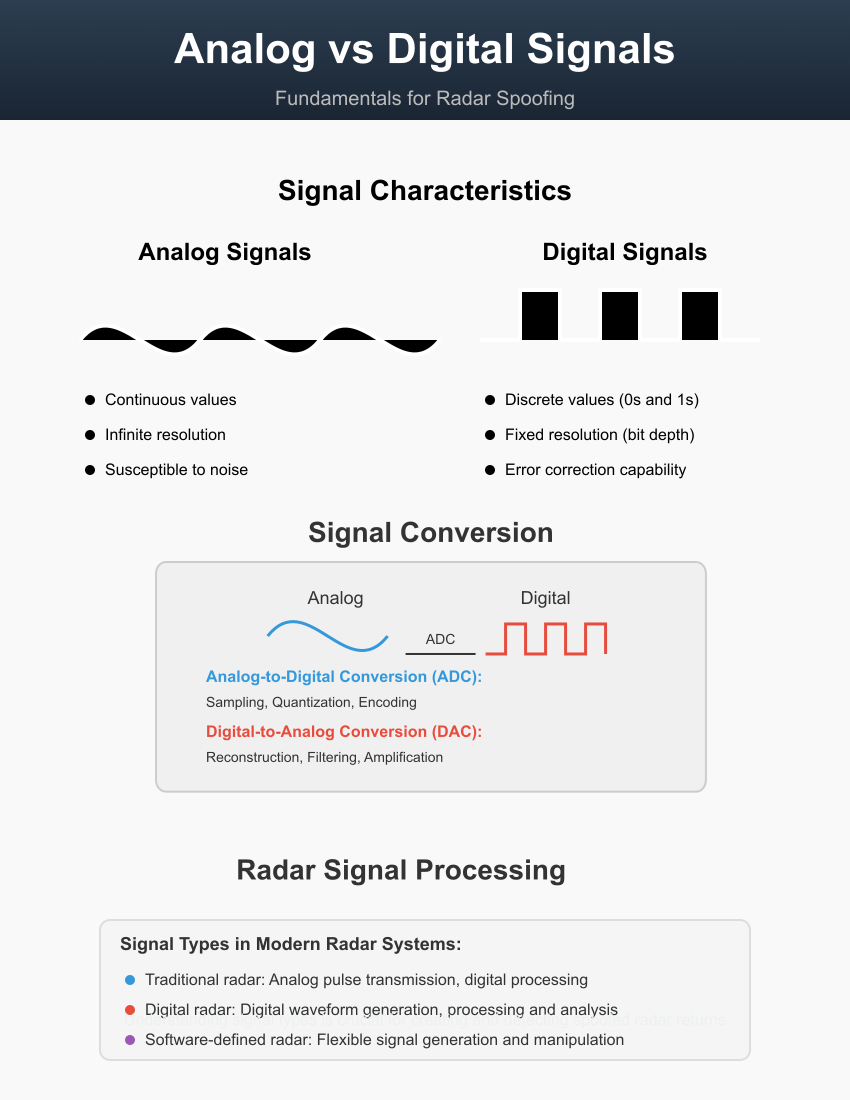 Analog vs Digital Signals
Fundamentals for Radar Spoofing
Signal Characteristics
Analog Signals
Digital Signals
Continuous values
Infinite resolution
Susceptible to noise
Discrete values (0s and 1s)
Fixed resolution (bit depth)
Error correction capability
Signal Conversion
Analog
Digital
ADC
Analog-to-Digital Conversion (ADC):
Sampling, Quantization, Encoding
Digital-to-Analog Conversion (DAC):
Reconstruction, Filtering, Amplification
Radar Signal Processing
Signal Types in Modern Radar Systems:
Traditional radar: Analog pulse transmission, digital processing
Digital radar: Digital waveform generation, processing and analysis
Software-defined radar: Flexible signal generation and manipulation